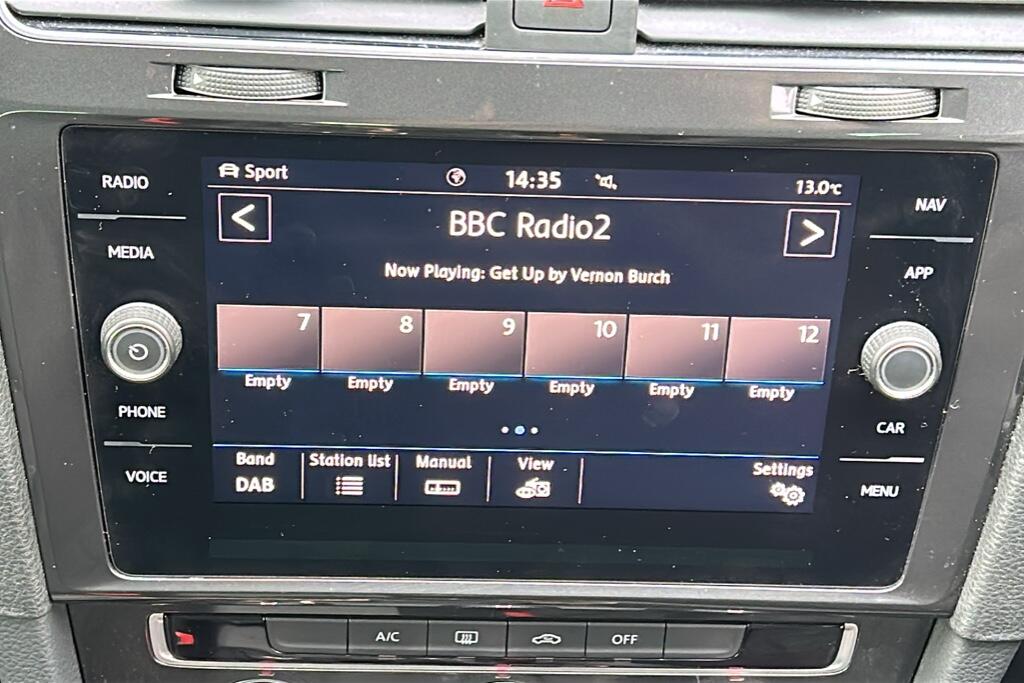 RADIO
MEDIA
PHONE
VOICE
Sport
14:35
13.0°C
<
BBC Radio2
>
Now Playing: Get Up by Vernon Burch
7 8 9 10 11 12
Empty Empty Empty Empty Empty Empty
Band Station list Manual View Settings
DAB
NAV
APP
CAR
MENU
A/C OFF